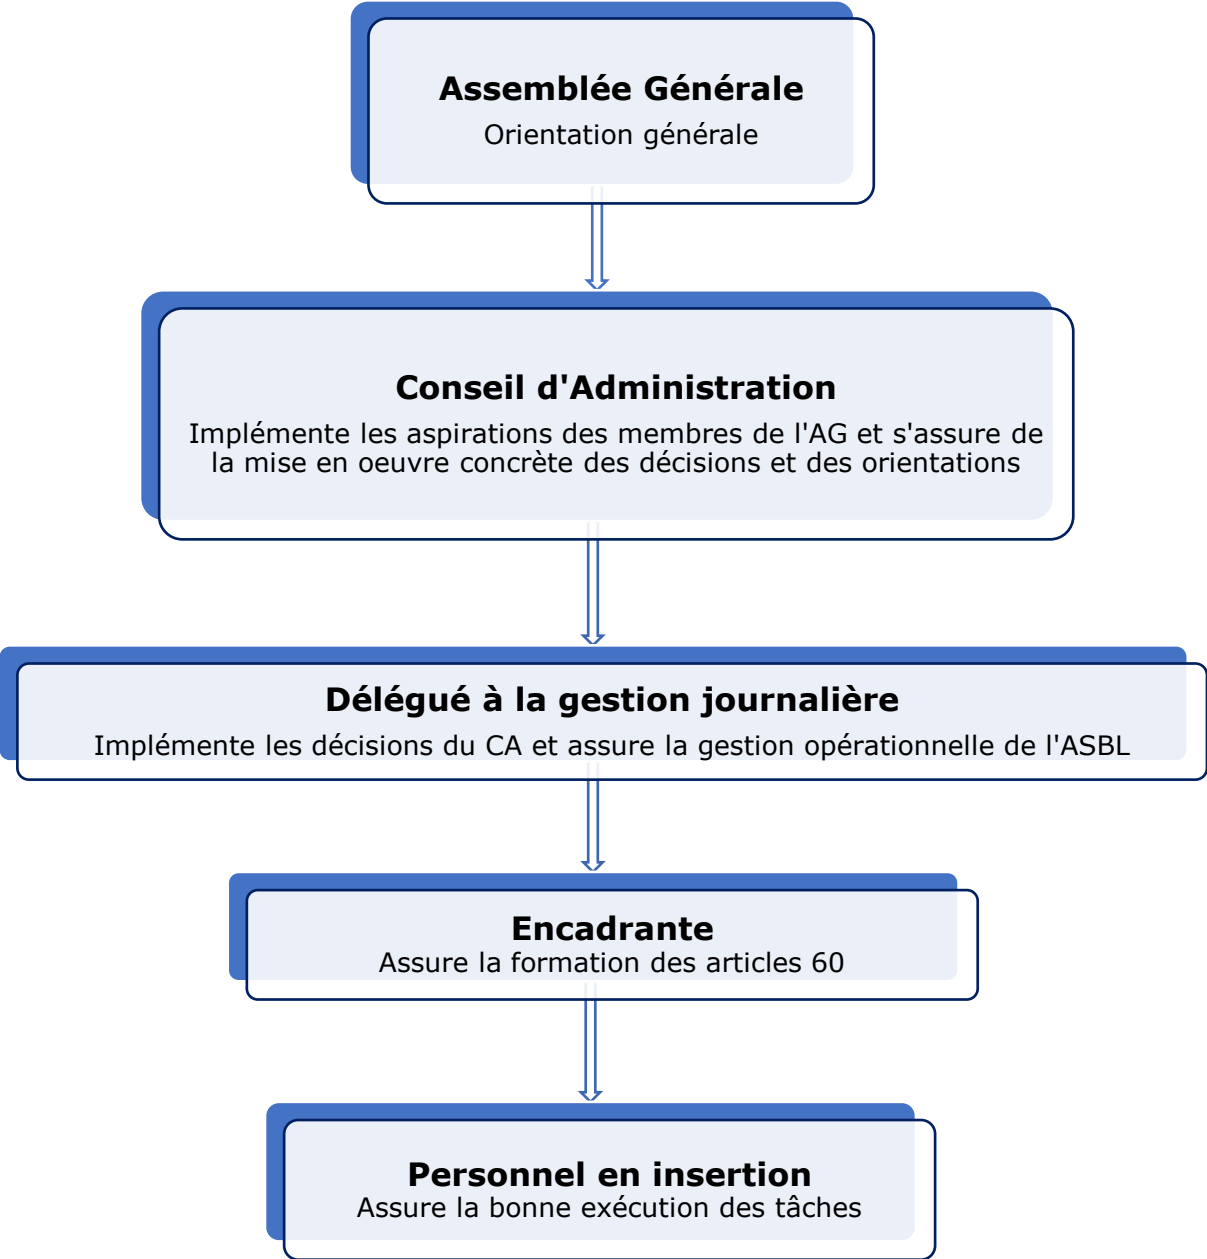 Assemblée Générale
Orientation générale
Conseil d'Administration
Implémente les aspirations des membres de l'AG et s'assure de
la mise en oeuvre concrète des décisions et des orientations
Délégué à la gestion journalière
Implémente les décisions du CA et assure la gestion opérationnelle de l'ASBL
Encadrante
Assure la formation des articles 60
Personnel en insertion
Assure la bonne exécution des tâches